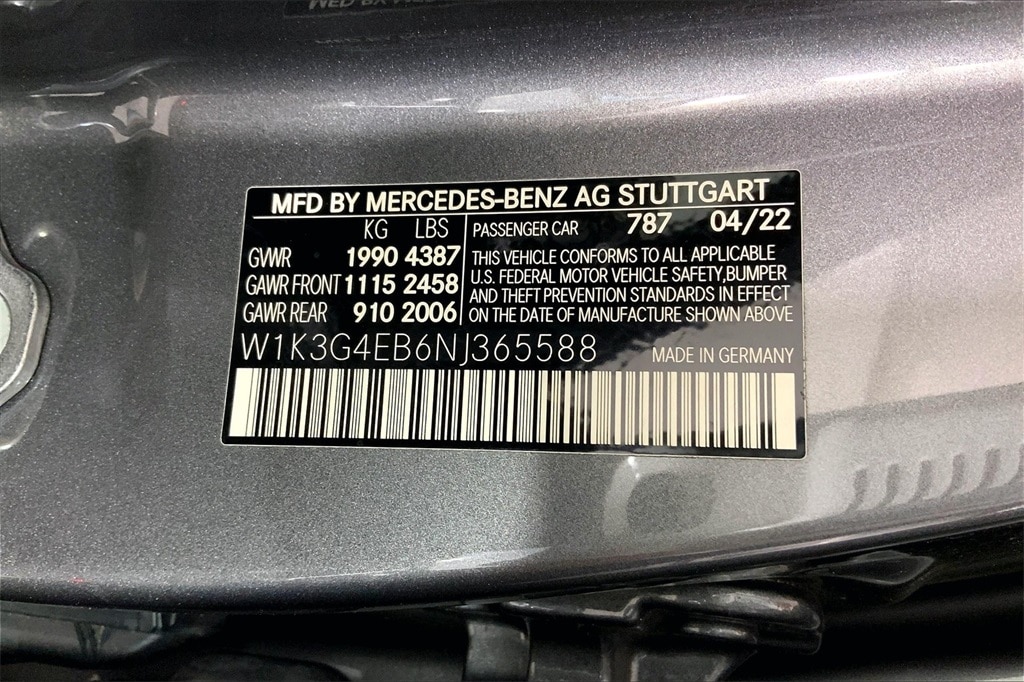 MFD BY MERCEDES-BENZ AG STUTTGART
KG LBS
GVWR 1990 4387
GAWR FRONT 1115 2458
GAWR REAR 910 2006
PASSENGER CAR 787 04/22
THIS VEHICLE CONFORMS TO ALL APPLICABLE
U.S. FEDERAL MOTOR VEHICLE SAFETY,BUMPER
AND THEFT PREVENTION STANDARDS IN EFFECT
ON THE DATE OF MANUFACTURE SHOWN ABOVE
W1K3G4EB6NJ365588
MADE IN GERMANY